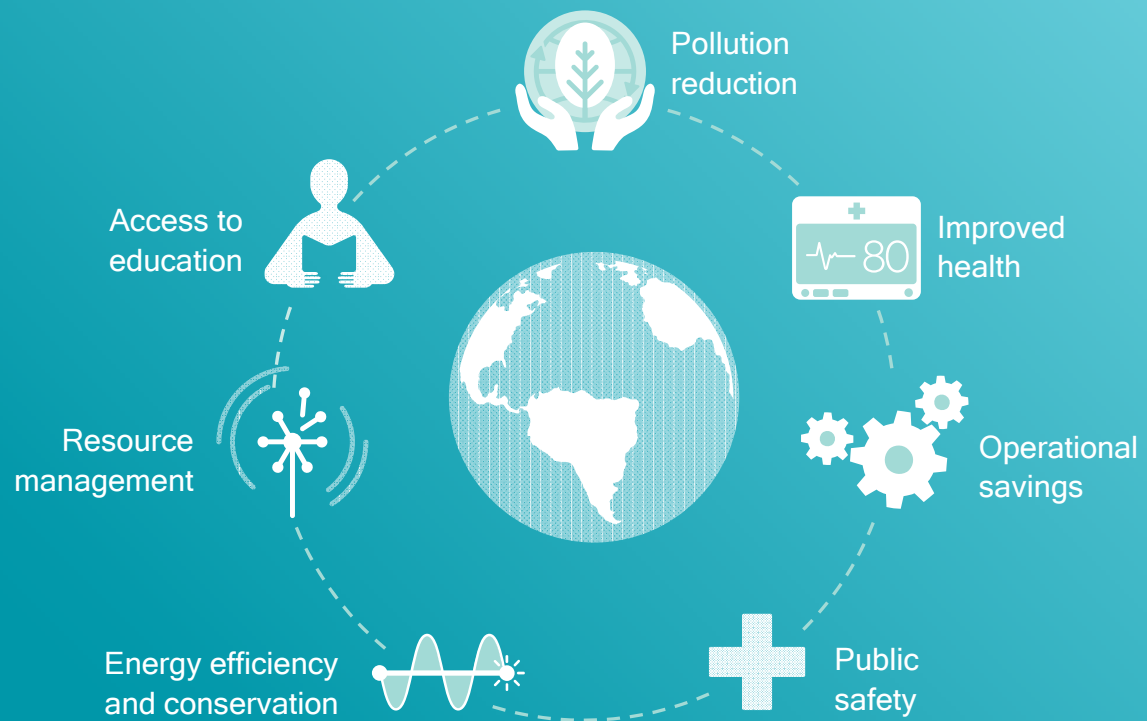 Pollution
reduction
Improved
health
80
Operational
savings
Public
safety
Energy efficiency
and conservation
Resource
management
Access to
education